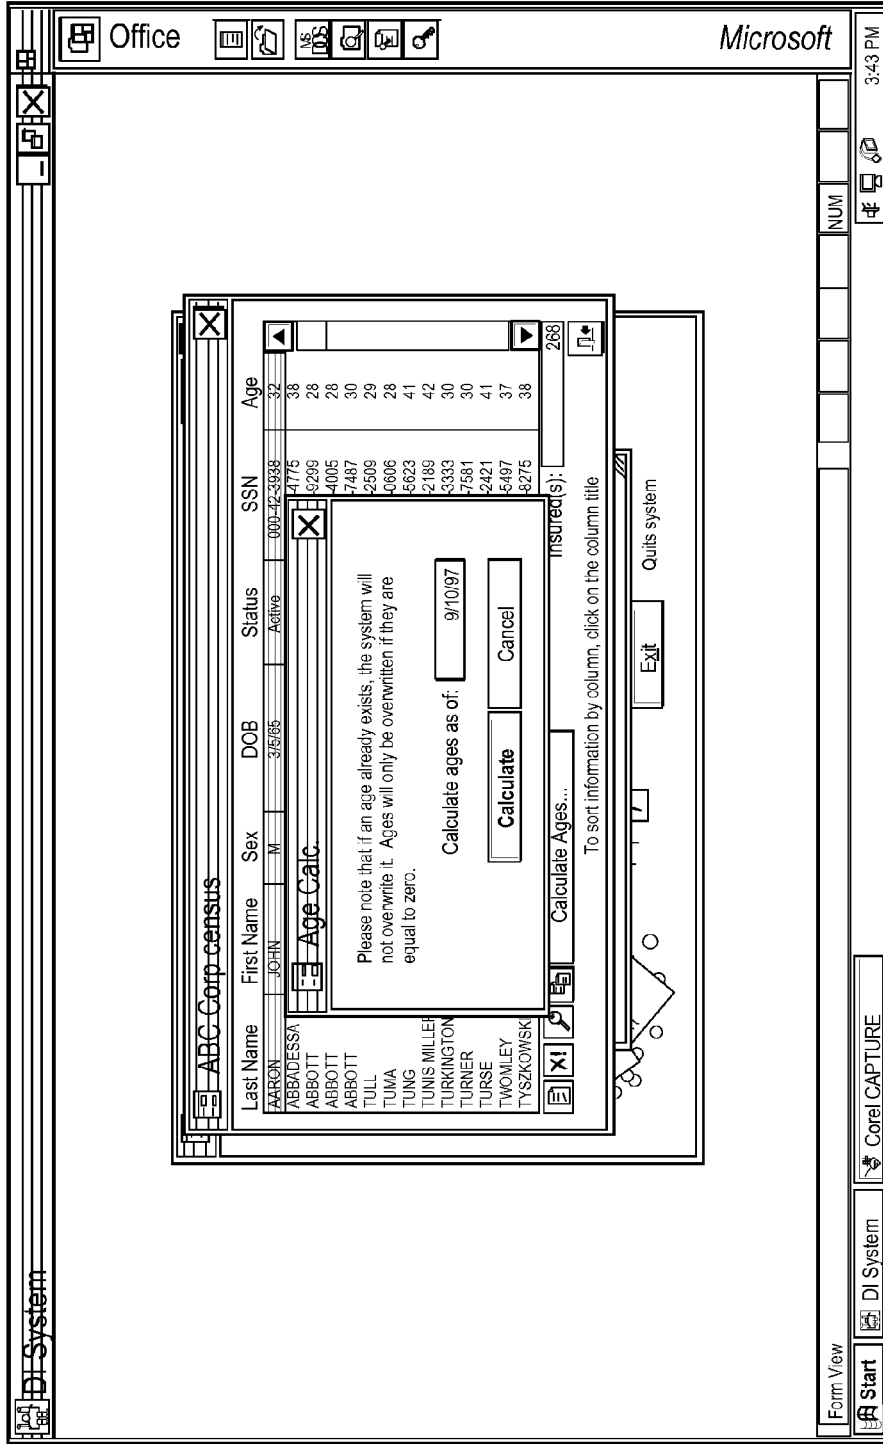 DI System
Office
Microsoft
ABC Corp census
Last Name First Name Sex DOB Status SSN Age
AARON JOHN M 3/5/65 Active 000-42-3938 32
ABBADESSA -4775 38
ABBOTT -9299 28
ABBOTT -4005 28
ABBOTT -7487 30
TULL -2509 29
TUMA -0606 28
TUNG -5623 41
TUNIS MILLER -2189 42
TURKINGTON -3333 30
TURNER -7581 30
TURSE -2421 41
TWOMLEY -5497 37
TYSZKOWSKI -8275 38
Age Calc.
Please note that if an age already exists, the system will
not overwrite it. Ages will only be overwritten if they are
equal to zero.
Calculate ages as of: 9/10/97
Calculate Cancel
Calculate Ages... Insured(s): 268
To sort information by column, click on the column title
Exit Quits system
Form View NUM
Start DI System Corel CAPTURE 3:43 PM
MS
DOS